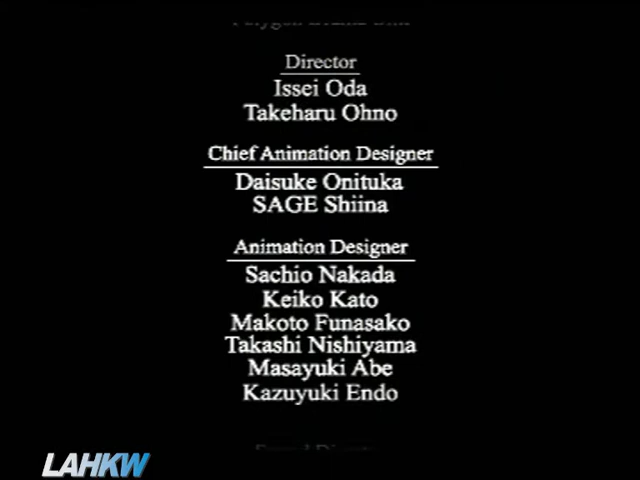 Director
Issei Oda
Takeharu Ohno
Chief Animation Designer
Daisuke Onituka
SAGE Shiina
Animation Designer
Sachio Nakada
Keiko Kato
Makoto Funasako
Takashi Nishiyama
Masayuki Abe
Kazuyuki Endo
LAHKW